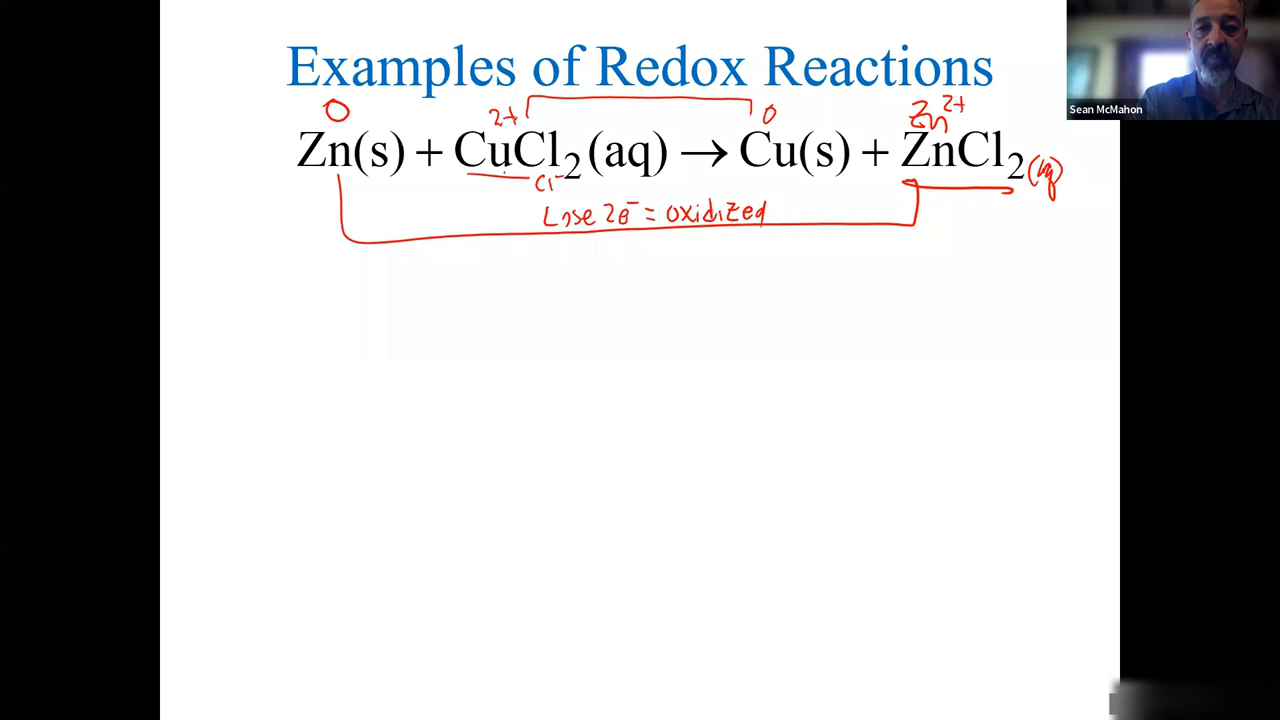 Examples of Redox Reactions
0 2+ 0 Zn²⁺
Zn(s) + CuCl₂(aq) → Cu(s) + ZnCl₂(aq)
Cl⁻
Lose 2e⁻ = oxidized
Sean McMahon